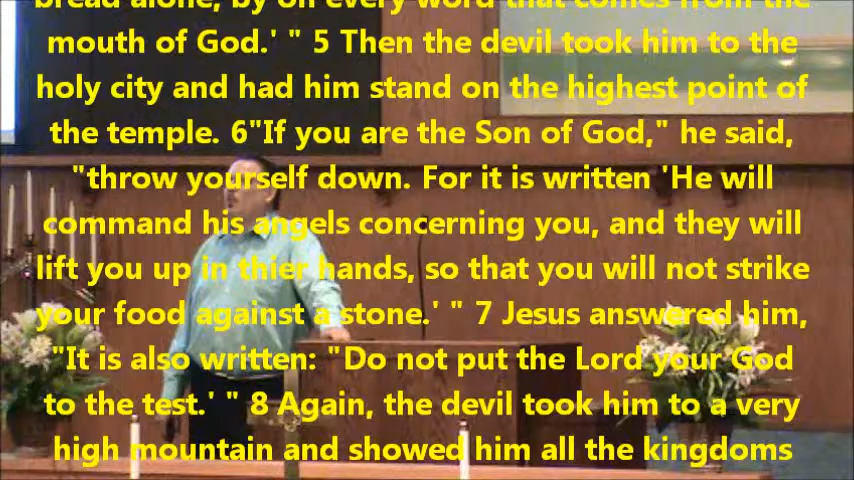 bread alone, by on every word that comes from the
mouth of God.' " 5 Then the devil took him to the
holy city and had him stand on the highest point of
the temple. 6"If you are the Son of God," he said,
"throw yourself down. For it is written 'He will
command his angels concerning you, and they will
lift you up in thier hands, so that you will not strike
your food against a stone.' " 7 Jesus answered him,
"It is also written: "Do not put the Lord your God
to the test.' " 8 Again, the devil took him to a very
high mountain and showed him all the kingdoms